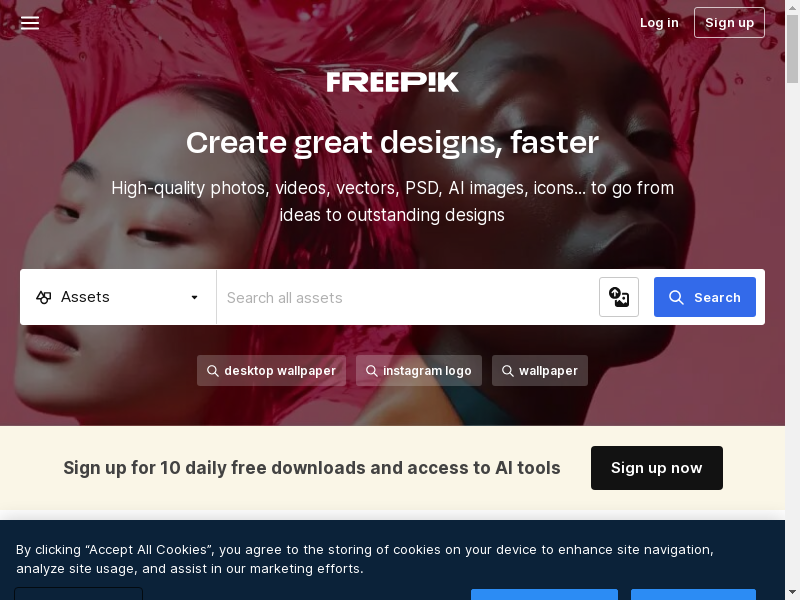 Log in
Sign up
FREEPIK
Create great designs, faster
High-quality photos, videos, vectors, PSD, AI images, icons... to go from
ideas to outstanding designs
Assets
Search all assets
Search
desktop wallpaper
instagram logo
wallpaper
Sign up for 10 daily free downloads and access to AI tools
Sign up now
By clicking “Accept All Cookies”, you agree to the storing of cookies on your device to enhance site navigation,
analyze site usage, and assist in our marketing efforts.